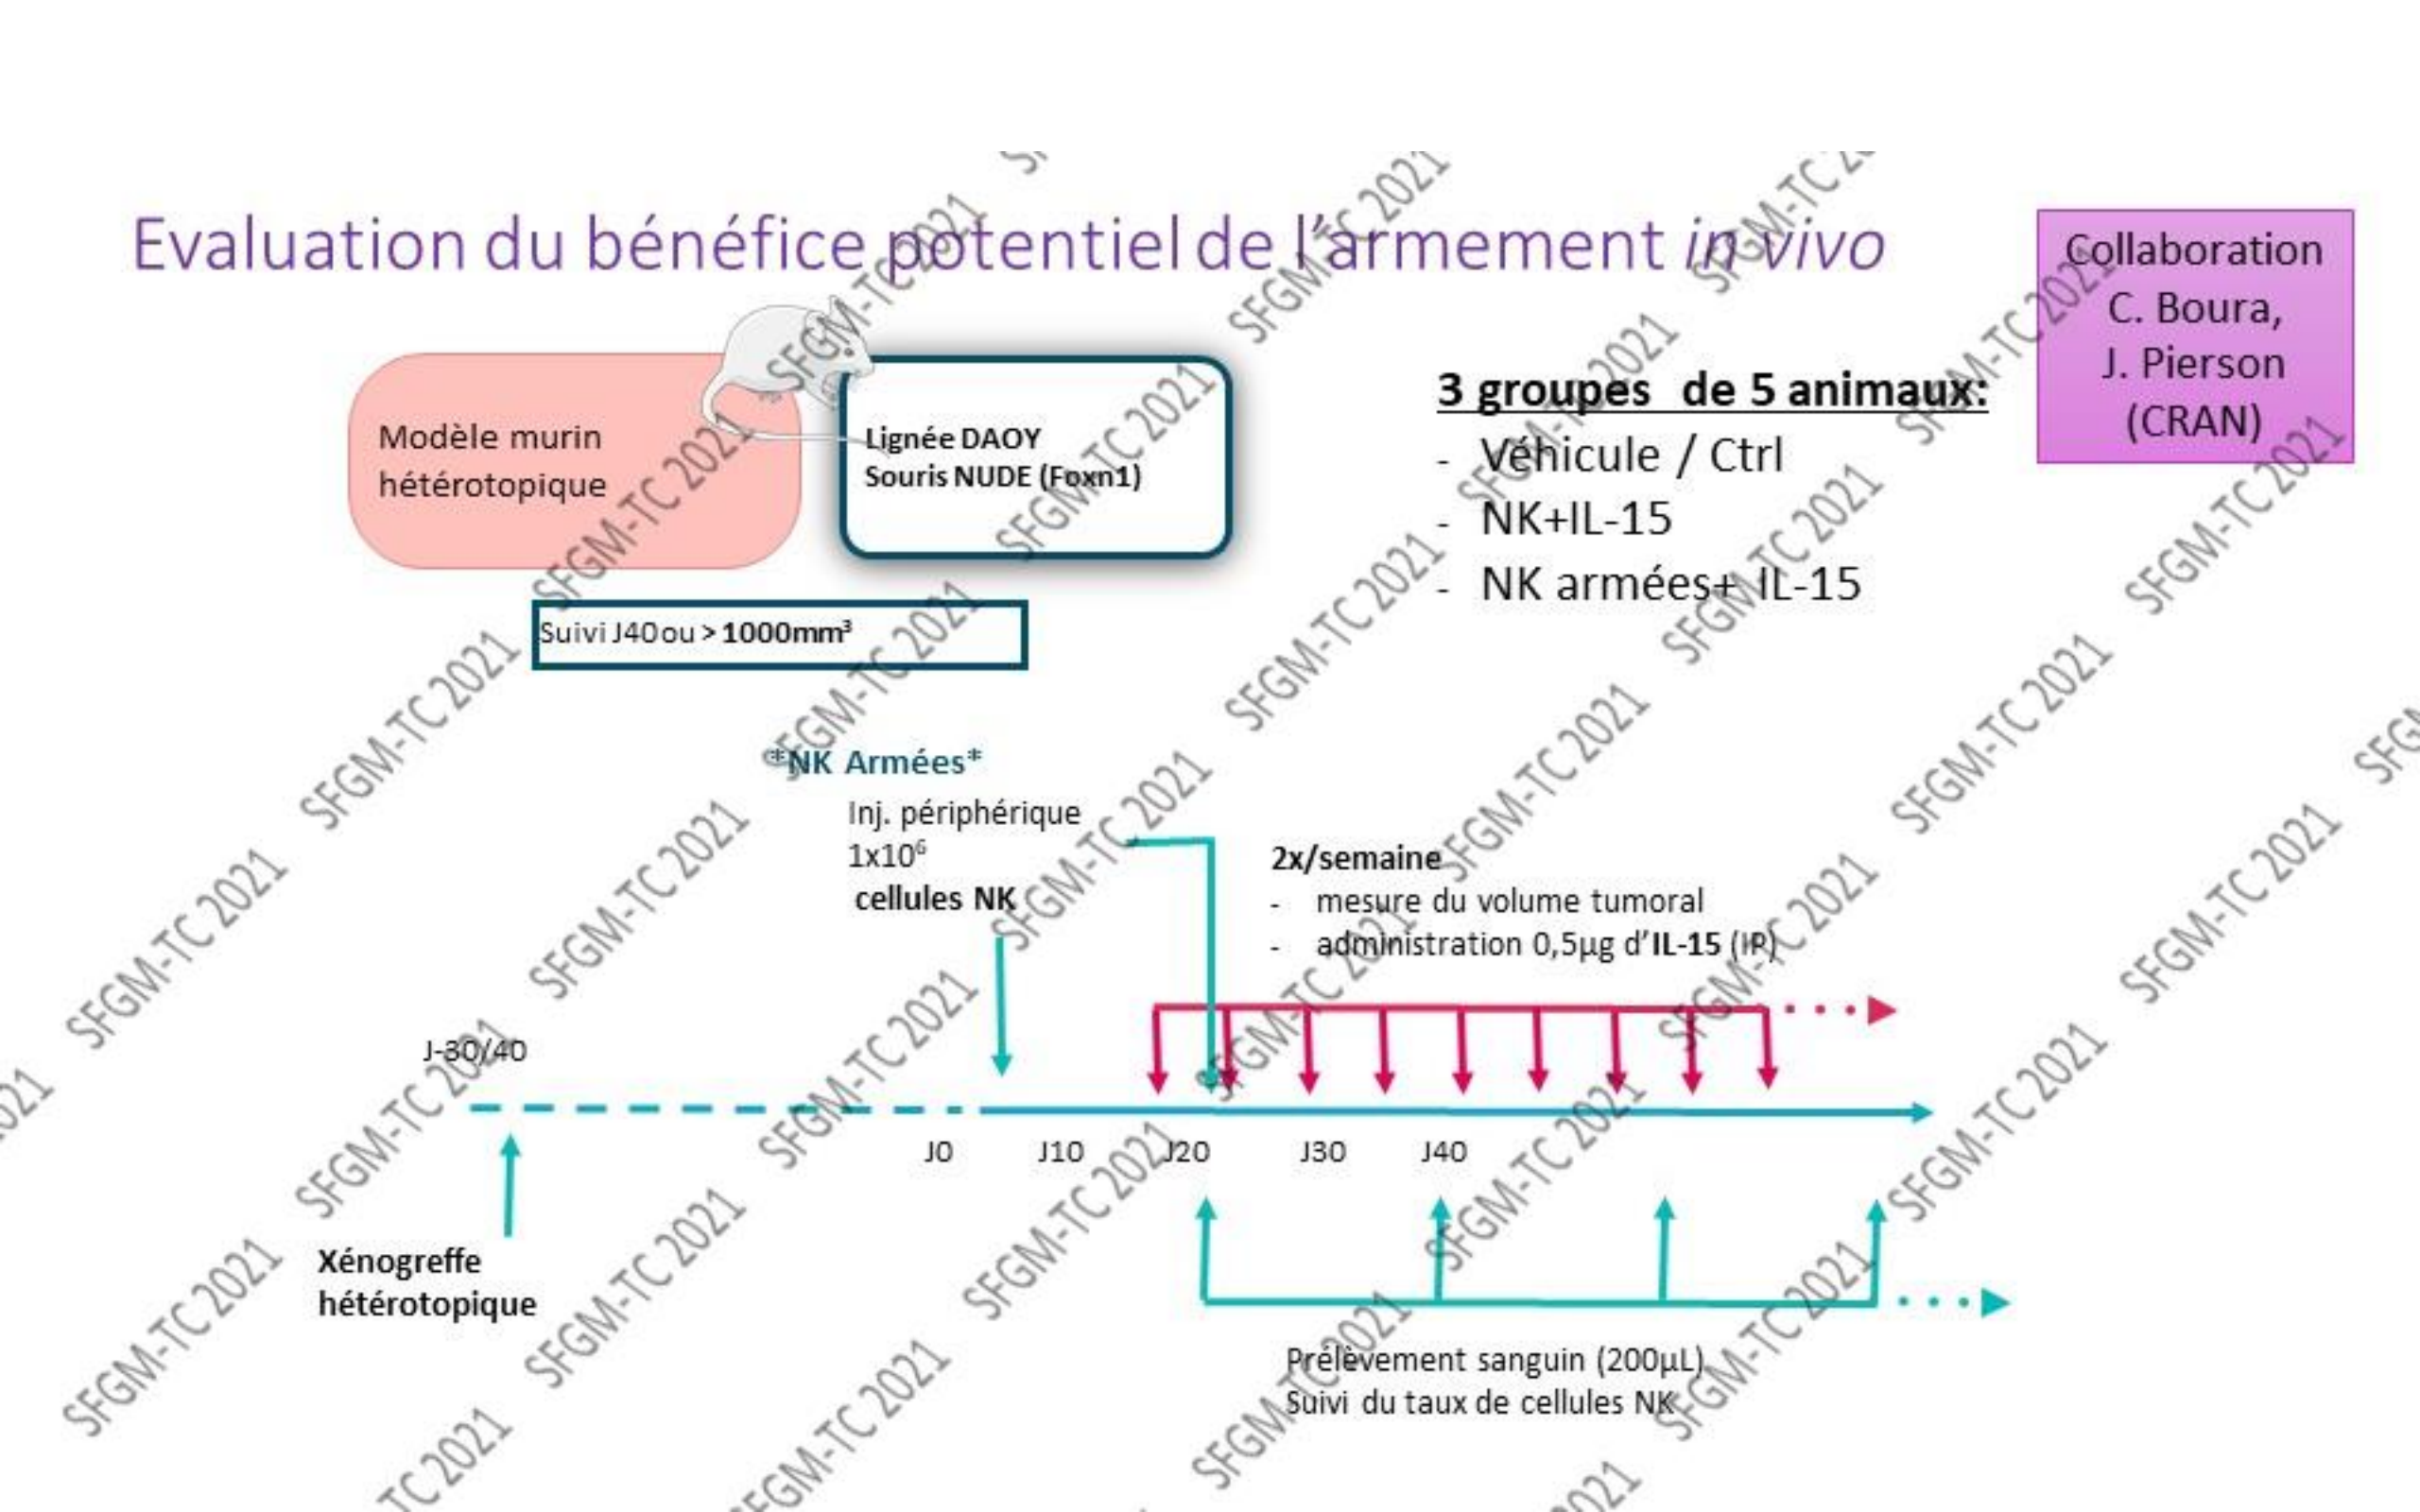 Evaluation du bénéfice potentiel de l'armement in vivo
Collaboration
C. Boura,
J. Pierson
(CRAN)
Modèle murin
hétérotopique
Lignée DAOY
Souris NUDE (Foxn1)
3 groupes de 5 animaux:
- Véhicule / Ctrl
- NK+IL-15
- NK armées+ IL-15
Suivi J40 ou > 1000mm³
*NK Armées*
Inj. périphérique
1x10⁶
cellules NK
2x/semaine
- mesure du volume tumoral
- administration 0,5µg d'IL-15 (IP)
J-30/40
J0 J10 J20 J30 J40
Xénogreffe
hétérotopique
Prélèvement sanguin (200µL)
Suivi du taux de cellules NK
SFGM-TC 2021